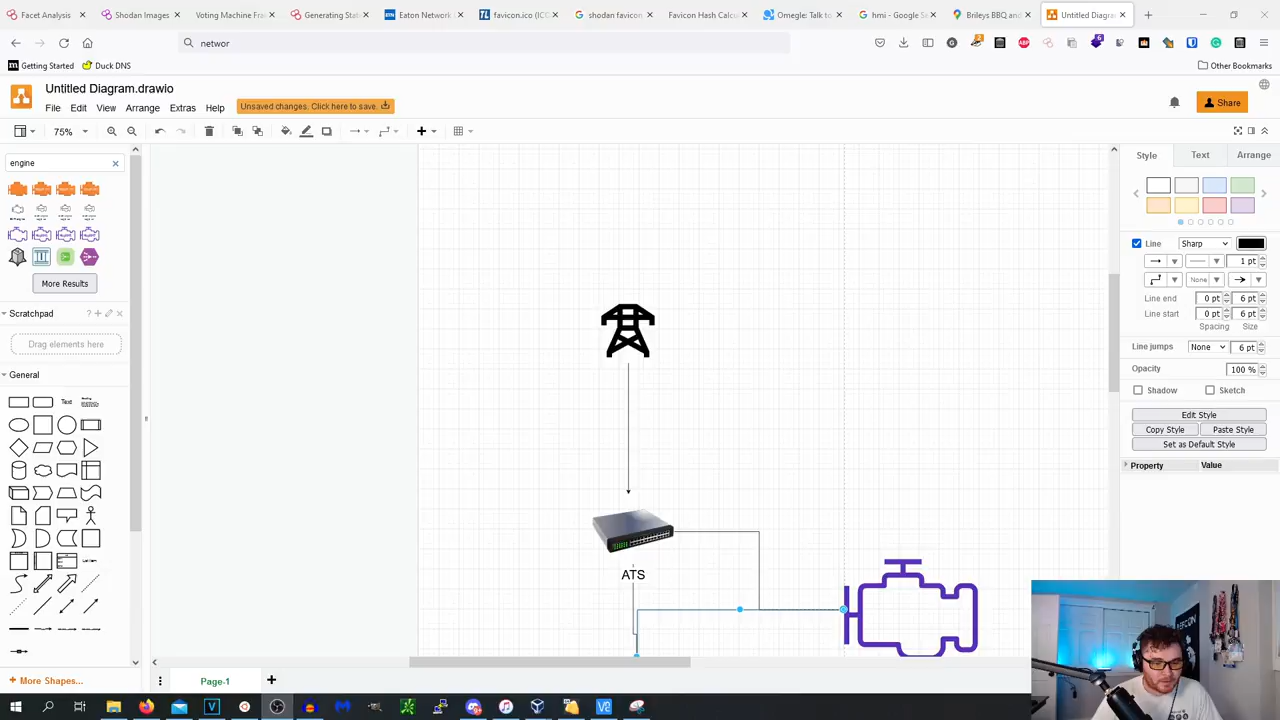 Facet Analysis
Shodan Images
Voting Machine Fra
Generating Sty
Eaton Network
favicon.ico (ICO
shodan favicon
Favicon Hash Calcu
Omegle: Talk to
hmi - Google Se
Brileys BBQ and
Untitled Diagra
networ
Getting Started
Duck DNS
Other Bookmarks
Untitled Diagram.drawio
File Edit View Arrange Extras Help
Unsaved changes. Click here to save.
Share
75%
engine
More Results
Scratchpad
Drag elements here
General
Text
More Shapes...
ATS
Page-1
Style Text Arrange
Line Sharp
1 pt
None
Line end 0 pt 6 pt
Line start 0 pt 6 pt
Spacing Size
Line jumps None 6 pt
Opacity 100 %
Shadow Sketch
Edit Style
Copy Style Paste Style
Set as Default Style
Property Value
DEFCON